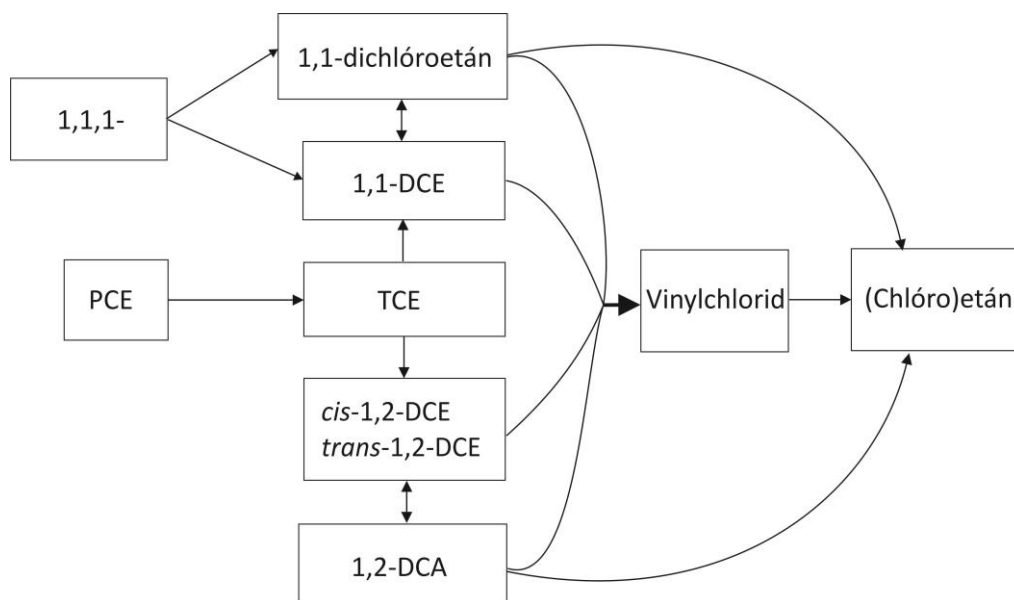 1,1-dichlóroetán
1,1,1-
1,1-DCE
PCE
TCE
Vinylchlorid
(Chlóro)etán
cis-1,2-DCE
trans-1,2-DCE
1,2-DCA